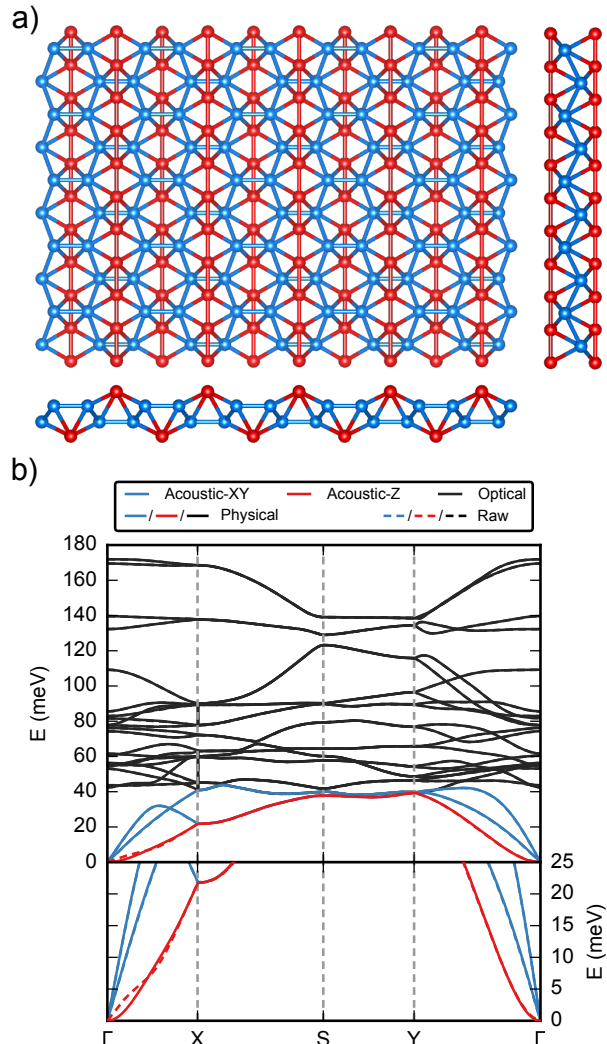 a)
b)
Acoustic-XY Acoustic-Z Optical
/ / Physical / / Raw
180
160
140
120
100
80
60
40
20
0
E (meV)
25
20
15
10
5
0
E (meV)
Γ X S Y Γ